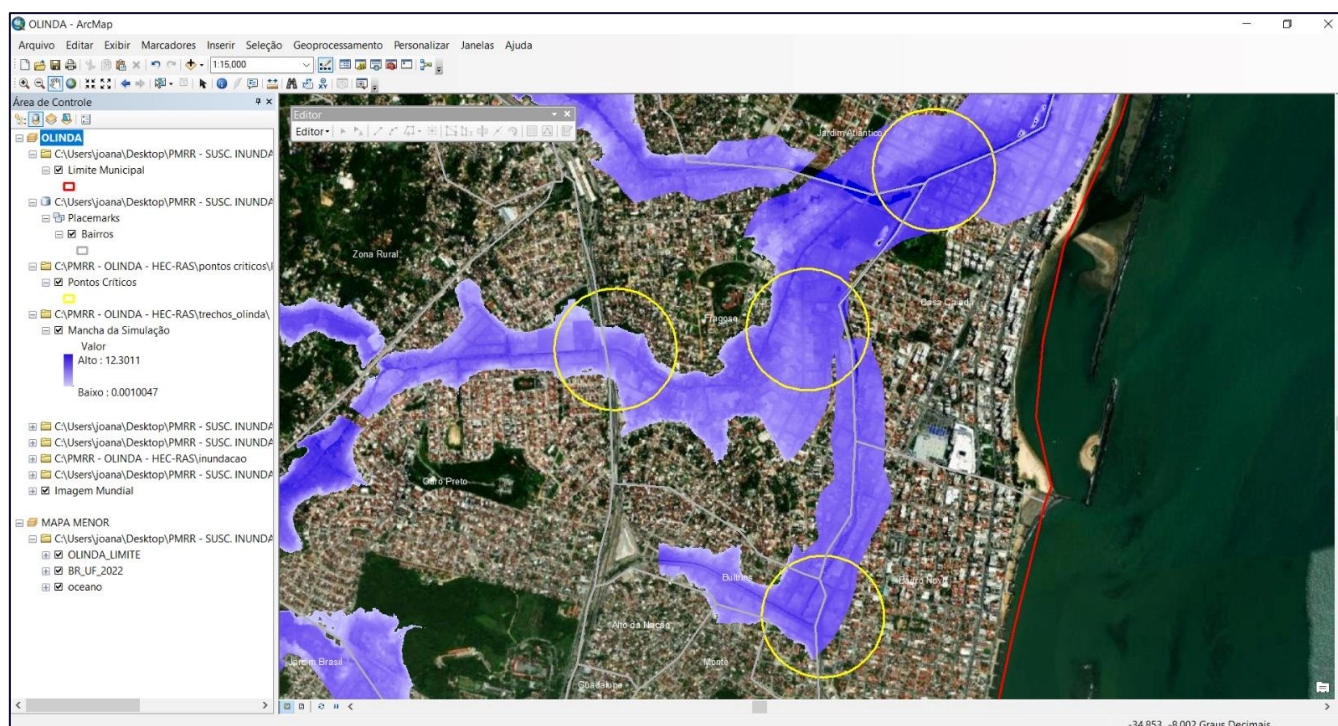 OLINDA - ArcMap
Arquivo Editar Exibir Marcadores Inserir Seleção Geoprocessamento Personalizar Janelas Ajuda
1:15,000
Área de Controle
OLINDA
C:\Users\joana\Desktop\PMRR - SUSC. INUNDA
Limite Municipal
C:\Users\joana\Desktop\PMRR - SUSC. INUNDA
Placemarks
Bairros
C:\PMRR - OLINDA - HEC-RAS\pontos criticos\
Pontos Críticos
C:\PMRR - OLINDA - HEC-RAS\trechos_olinda\
Mancha da Simulação
Valor
Alto : 12.3011
Baixo : 0.0010047
C:\Users\joana\Desktop\PMRR - SUSC. INUNDA
C:\Users\joana\Desktop\PMRR - SUSC. INUNDA
C:\PMRR - OLINDA - HEC-RAS\inundacao
C:\Users\joana\Desktop\PMRR - SUSC. INUNDA
Imagem Mundial
MAPA MENOR
C:\Users\joana\Desktop\PMRR - SUSC. INUNDA
OLINDA_LIMITE
BR_UF_2022
oceano
Editor
Editor
Jardim Atlântico
Zona Rural
Casa Caiada
Fragoso
Ouro Preto
Bultrins
Bairro Novo
Alto da Nação
Jardim Brasil
Monte
Guadalupe
-34.853 -8.002 Graus Decimais